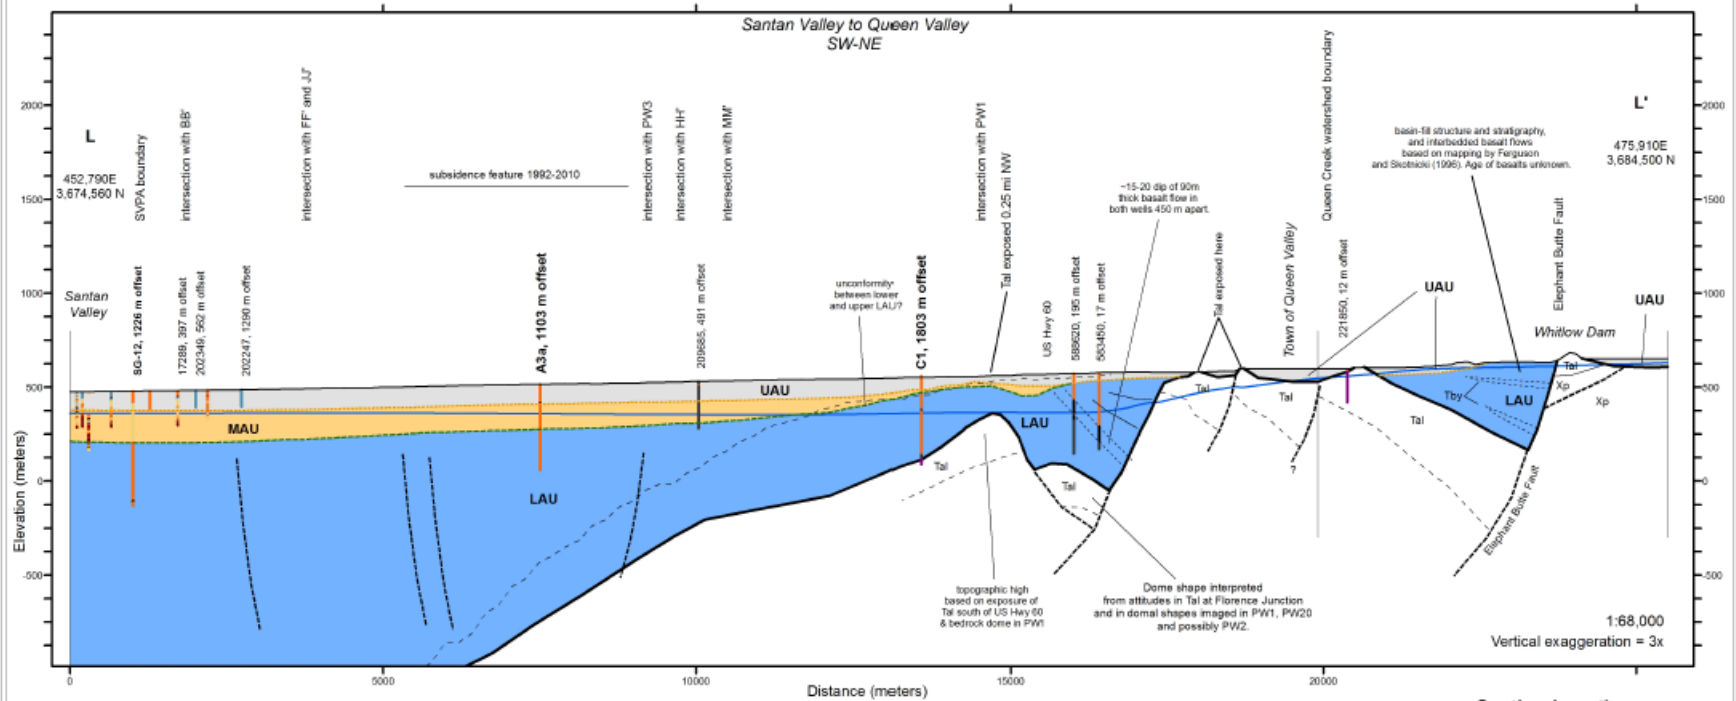 Santan Valley to Queen Valley
SW-NE
L
452,790E
3,674,560 N
SVPA boundary
intersection with BB'
intersection with FF' and JJ'
subsidence feature 1992-2010
intersection with PW3
intersection with HH'
intersection with MM'
intersection with PW1
Tal exposed 0.25 mi NW
~15-20 dip of 90m
thick basalt flow in
both wells 450 m apart.
Queen Creek watershed boundary
basin-fill structure and stratigraphy,
and interbedded basalt flows
based on mapping by Ferguson
and Skotnicki (1996). Age of basalts unknown.
L'
475,910E
3,684,500 N
Elephant Butte Fault
Santan
Valley
SG-12, 1226 m offset
17289, 397 m offset
202349, 562 m offset
202247, 1290 m offset
A3a, 1103 m offset
209685, 491 m offset
unconformity
between lower
and upper LAU?
C1, 1803 m offset
US Hwy 60
588620, 195 m offset
583450, 17 m offset
Tal exposed here
Town of Queen Valley
221850, 12 m offset
UAU
UAU
Whitlow Dam
UAU
MAU
LAU
LAU
LAU
Tal
Tal
Tal
Tal
Tal
Tal
Tby
Xp
Xp
?
Elephant Butte Fault
topographic high
based on exposure of
Tal south of US Hwy 60
& bedrock dome in PW1
Dome shape interpreted
from attitudes in Tal at Florence Junction
and in domal shapes imaged in PW1, PW20
and possibly PW2.
1:68,000
Vertical exaggeration = 3x
Elevation (meters)
2000
1500
1000
500
0
-500
2000
1500
1000
500
0
-500
0
5000
10000
15000
20000
Distance (meters)